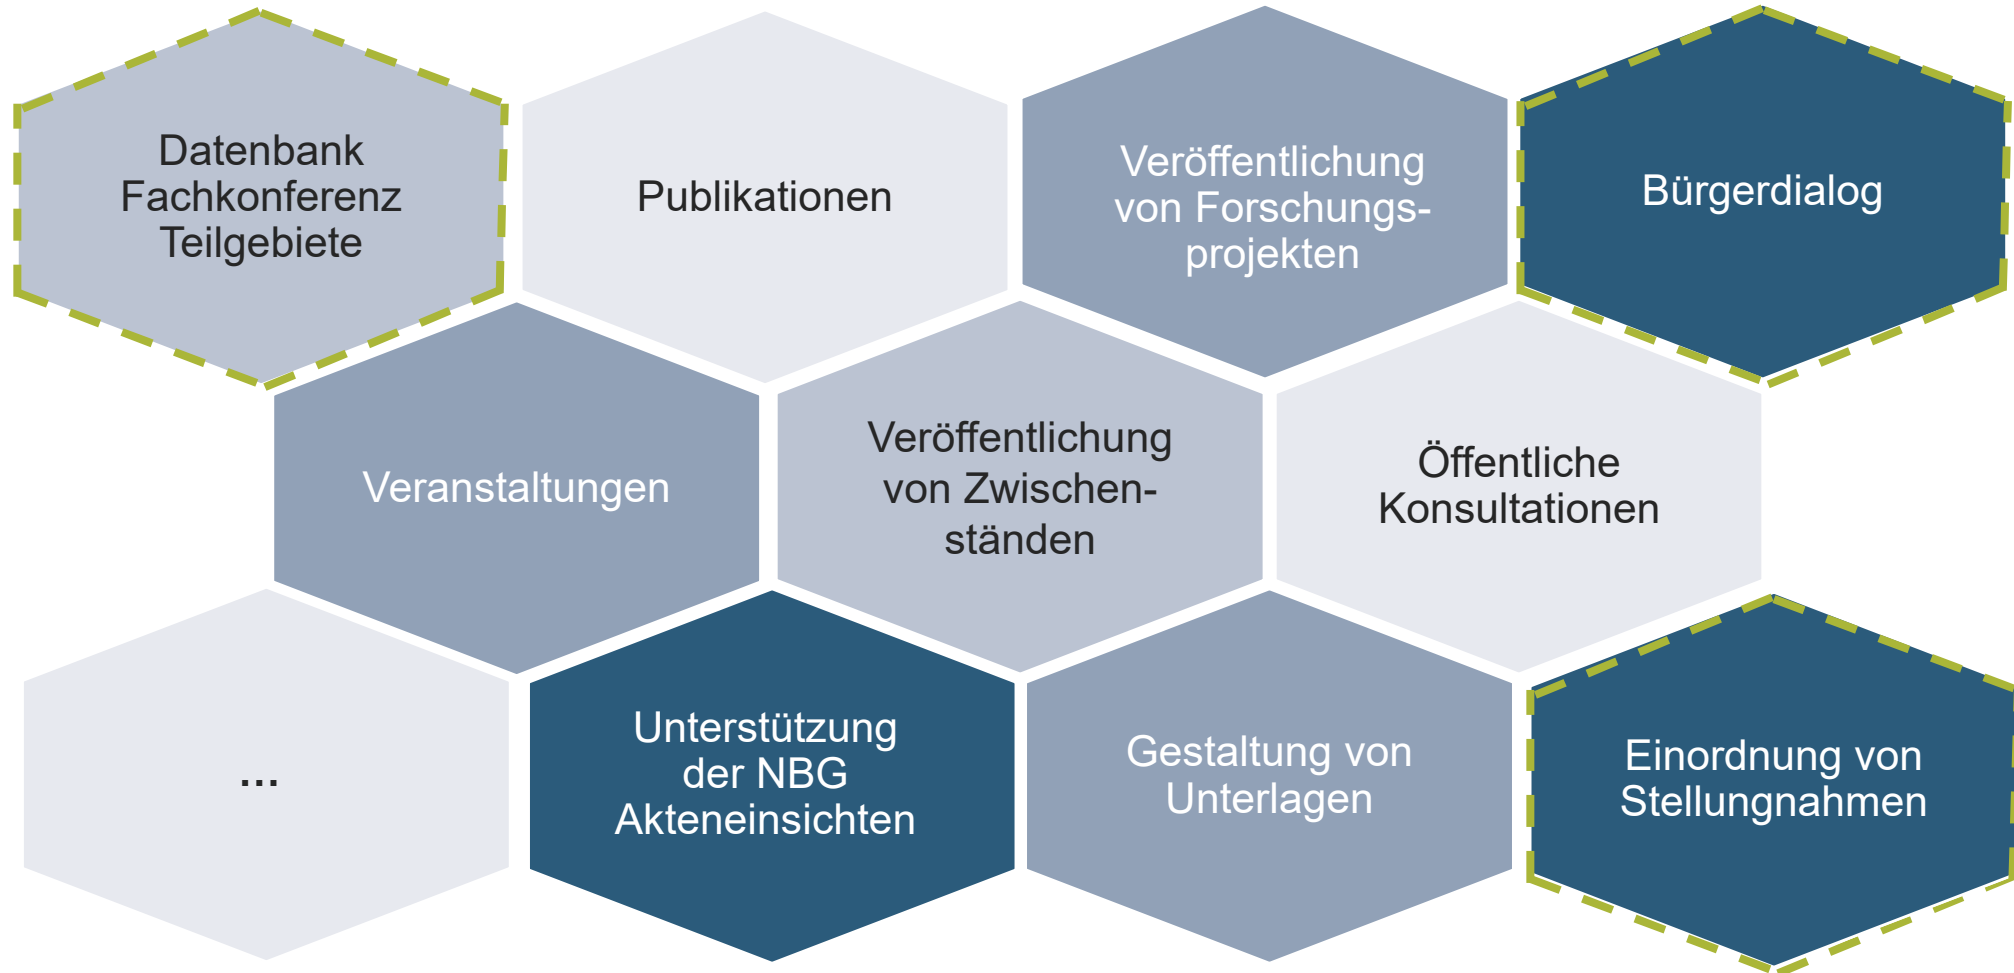 Datenbank
Fachkonferenz
Teilgebiete
Publikationen
Veröffentlichung
von Forschungs-
projekten
Bürgerdialog
Veranstaltungen
Veröffentlichung
von Zwischen-
ständen
Öffentliche
Konsultationen
...
Unterstützung
der NBG
Akteneinsichten
Gestaltung von
Unterlagen
Einordnung von
Stellungnahmen